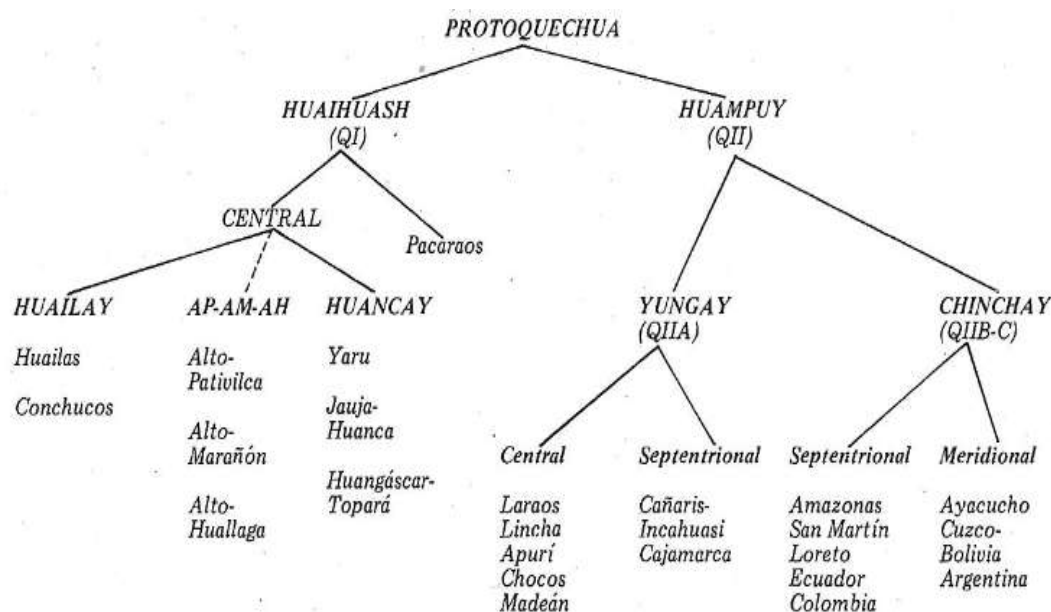 PROTOQUECHUA
HUAIHUASH
(QI)
HUAMPUY
(QII)
CENTRAL
Pacaraos
HUAILAY
AP-AM-AH
HUANCAY
YUNGAY
(QIIA)
CHINCHAY
(QIIB-C)
Huailas
Conchucos
Alto-
Pativilca
Alto-
Marañón
Alto-
Huallaga
Yaru
Jauja-
Huanca
Huangáscar-
Topará
Central
Laraos
Lincha
Apurí
Chocos
Madeán
Septentrional
Cañaris-
Incahuasi
Cajamarca
Septentrional
Amazonas
San Martín
Loreto
Ecuador
Colombia
Meridional
Ayacucho
Cuzco-
Bolivia
Argentina